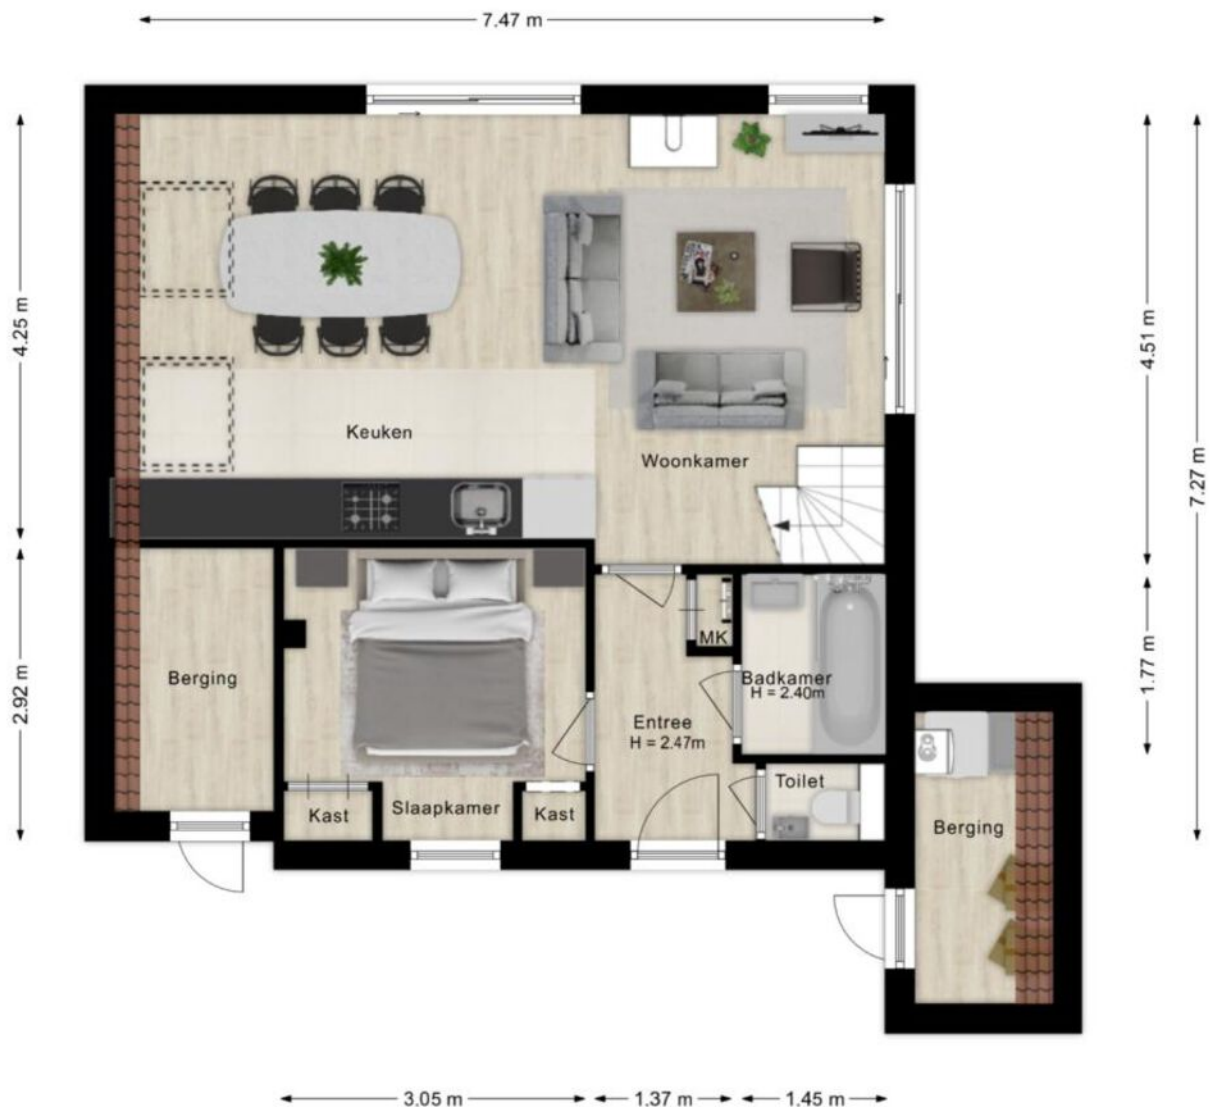 7.47 m
4.25 m
4.51 m
7.27 m
Keuken
Woonkamer
2.92 m
1.77 m
MK
Berging
Badkamer
H = 2.40m
Entree
H = 2.47m
Toilet
Kast
Slaapkamer
Kast
Berging
3.05 m
1.37 m
1.45 m